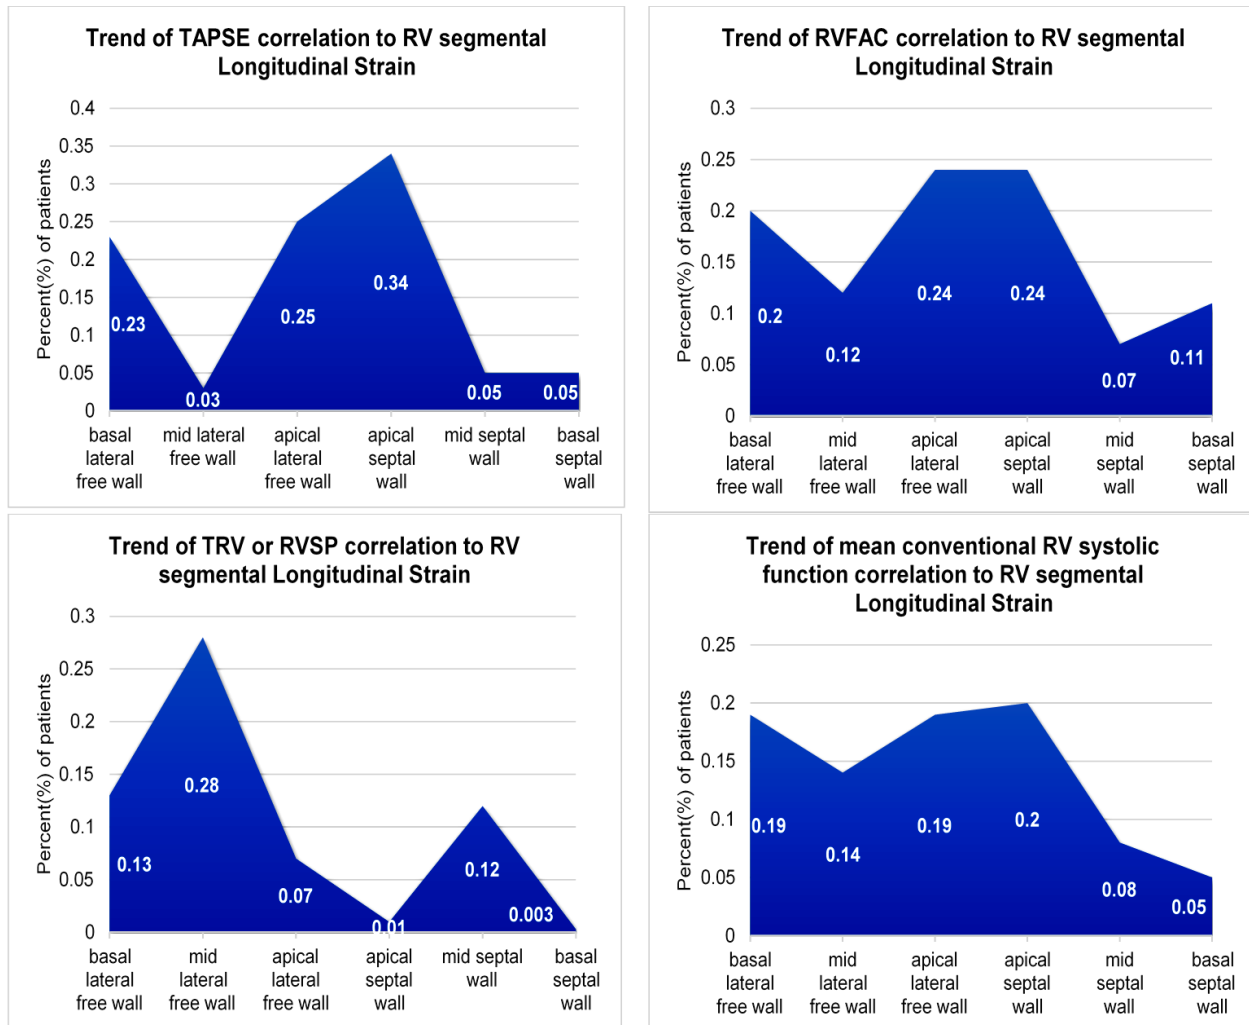 Trend of TAPSE correlation to RV segmental
Longitudinal Strain
Percent(%) of patients
0.4
0.35
0.3
0.25
0.2
0.15
0.1
0.05
0
0.23
0.03
0.25
0.34
0.05
0.05
basal lateral free wall
mid lateral free wall
apical lateral free wall
apical septal wall
mid septal wall
basal septal wall
Trend of RVFAC correlation to RV segmental
Longitudinal Strain
Percent(%) of patients
0.3
0.25
0.2
0.15
0.1
0.05
0
0.2
0.12
0.24
0.24
0.07
0.11
basal lateral free wall
mid lateral free wall
apical lateral free wall
apical septal wall
mid septal wall
basal septal wall
Trend of TRV or RVSP correlation to RV
segmental Longitudinal Strain
Percent(%) of patients
0.3
0.25
0.2
0.15
0.1
0.05
0
0.13
0.28
0.07
0.01
0.12
0.003
basal lateral free wall
mid lateral free wall
apical lateral free wall
apical septal wall
mid septal wall
basal septal wall
Trend of mean conventional RV systolic
function correlation to RV segmental
Longitudinal Strain
Percent(%) of patients
0.25
0.2
0.15
0.1
0.05
0
0.19
0.14
0.19
0.2
0.08
0.05
basal lateral free wall
mid lateral free wall
apical lateral free wall
apical septal wall
mid septal wall
basal septal wall